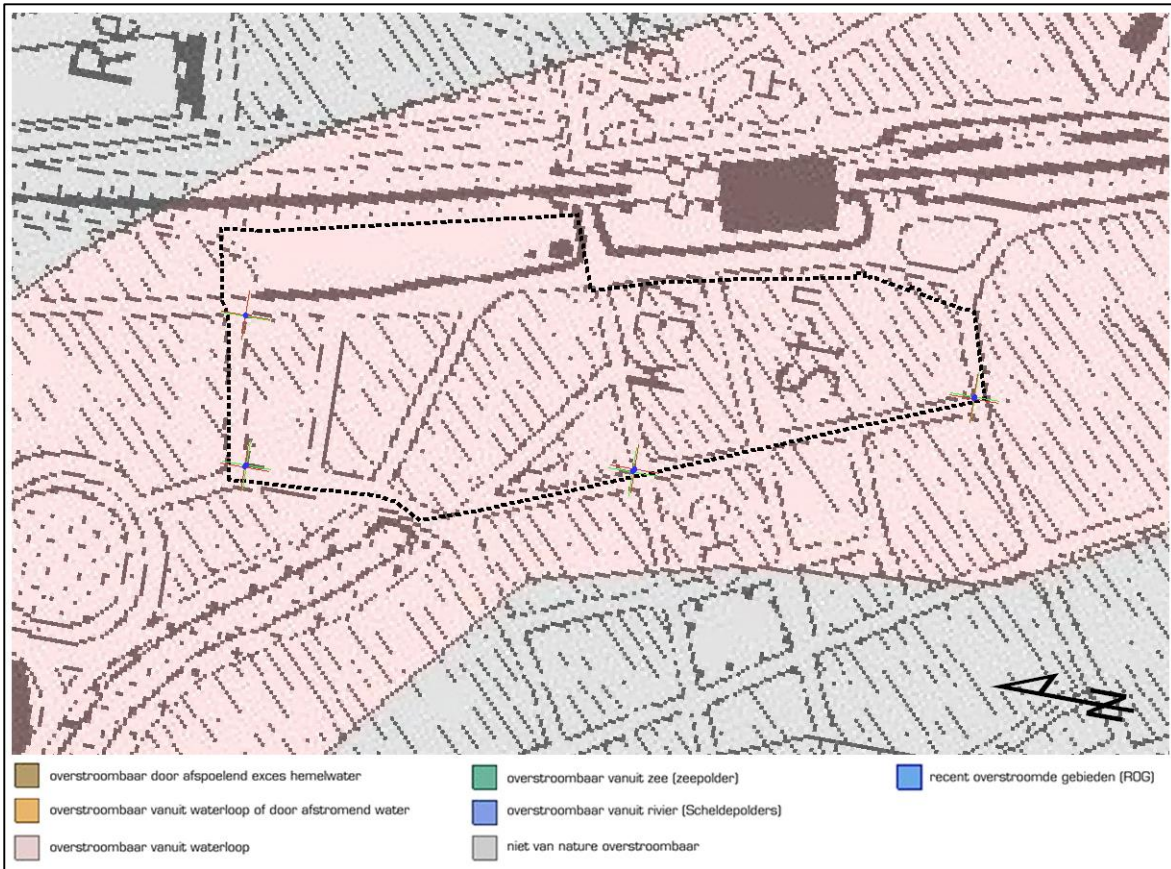 overstroombaar door afspoelend exces hemelwater
overstroombaar vanuit waterloop of door afstromend water
overstroombaar vanuit waterloop
overstroombaar vanuit zee (zeepolder)
overstroombaar vanuit rivier (Scheldepolders)
niet van nature overstroombaar
recent overstroomde gebieden (ROG)
N